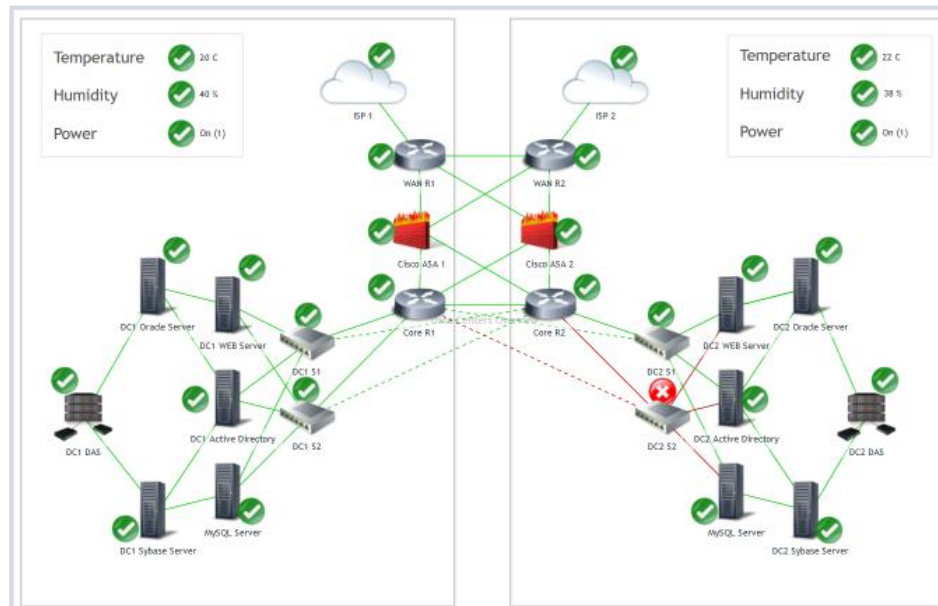 Temperature
20 C
Humidity
40 %
Power
On (1)
Temperature
22 C
Humidity
38 %
Power
On (1)
ISP 1
ISP 2
WAN R1
WAN R2
Cisco ASA 1
Cisco ASA 2
Core R1
Core R2
DC1 Oracle Server
DC1 WEB Server
DC1 S1
DC1 Active Directory
DC1 S2
DC1 DAS
DC1 Sybase Server
MySQL Server
DC2 S1
DC2 WEB Server
DC2 Oracle Server
DC2 S2
DC2 Active Directory
DC2 DAS
MySQL Server
DC2 Sybase Server